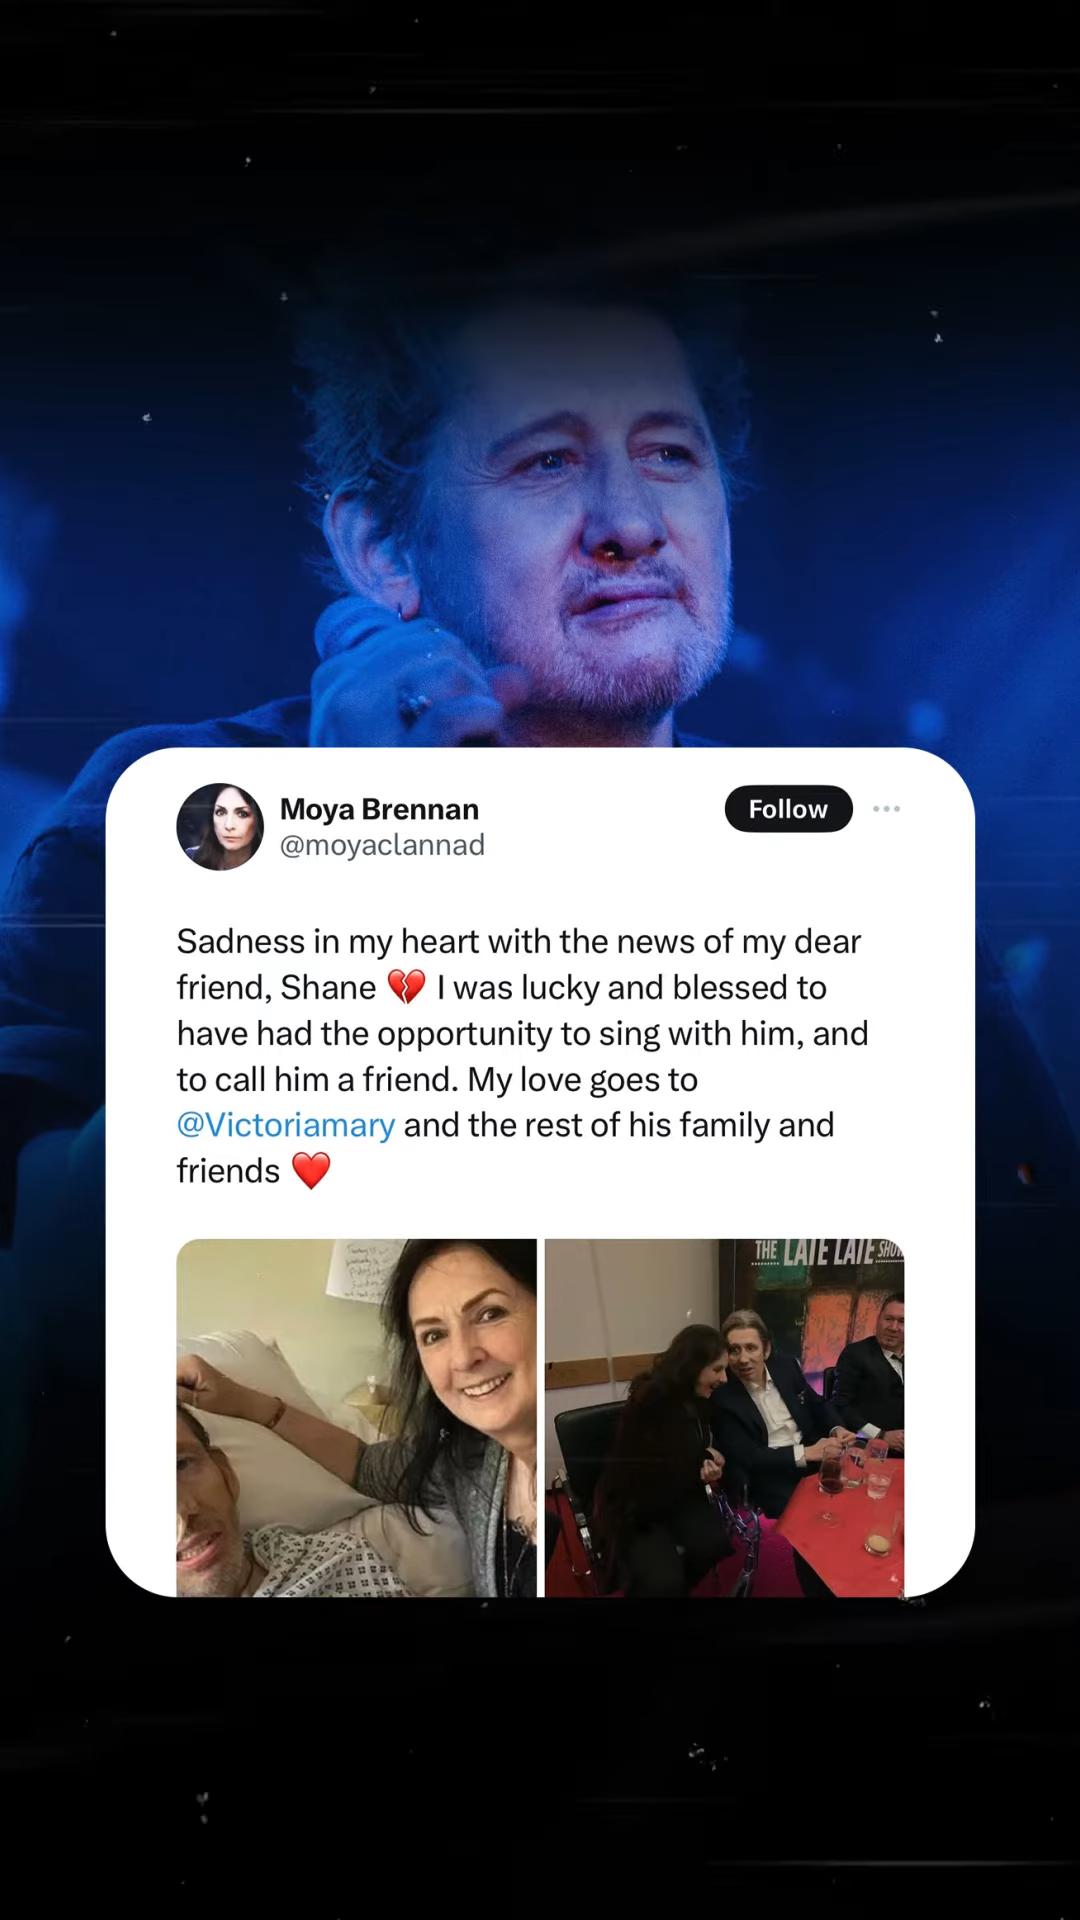 Moya Brennan
@moyaclannad
Follow
Sadness in my heart with the news of my dear
friend, Shane 💔 I was lucky and blessed to
have had the opportunity to sing with him, and
to call him a friend. My love goes to
@Victoriamary and the rest of his family and
friends ❤️
THE LATE LATE SHOW